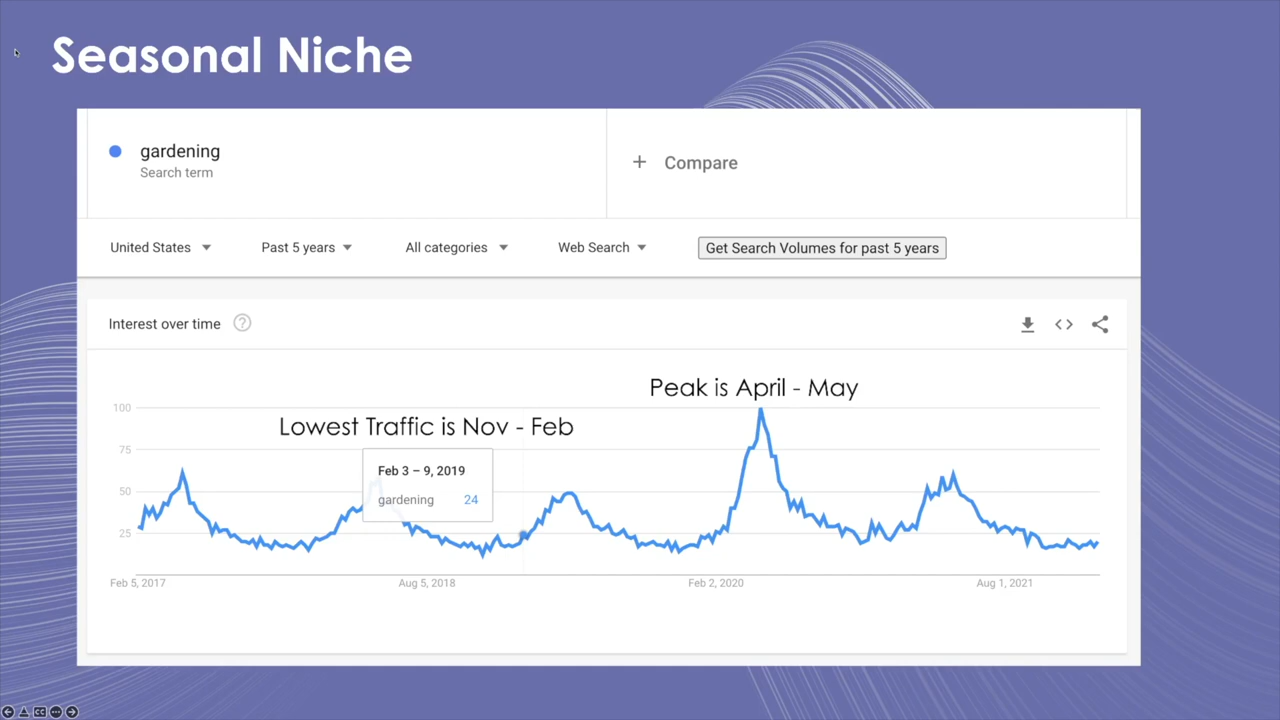 Seasonal Niche
gardening
Search term
+ Compare
United States
Past 5 years
All categories
Web Search
Get Search Volumes for past 5 years
Interest over time ?
Peak is April - May
Lowest Traffic is Nov - Feb
100
75
50
25
Feb 3 – 9, 2019
gardening 24
Feb 5, 2017
Aug 5, 2018
Feb 2, 2020
Aug 1, 2021
CC